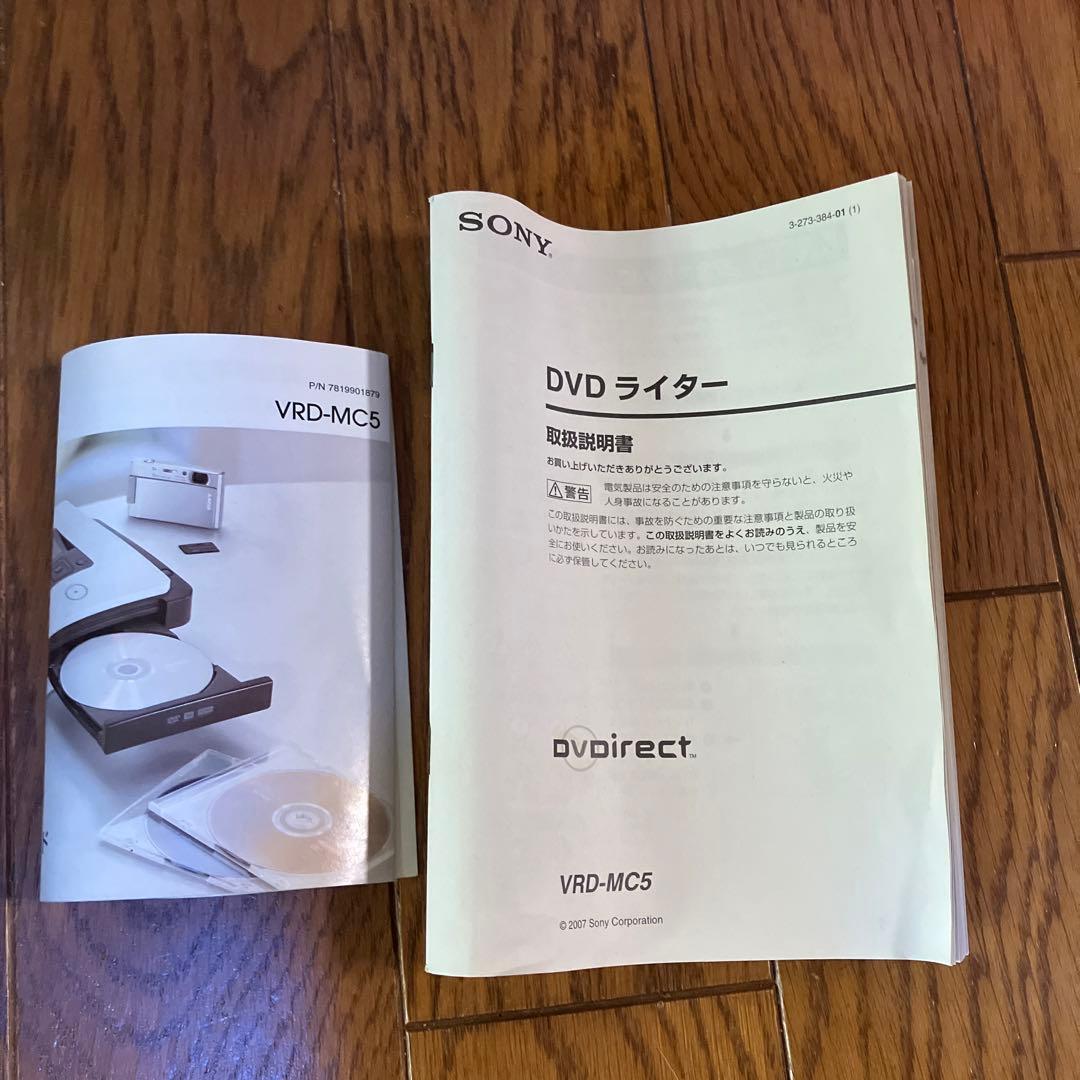 P/N 7819901879
VRD-MC5
SONY
SONY®
3-273-384-01 (1)
DVD ライター
取扱説明書
お買い上げいただきありがとうございます。
警告
電気製品は安全のための注意事項を守らないと、火災や
人身事故になることがあります。
この取扱説明書には、事故を防ぐための重要な注意事項と製品の取り扱
いかたを示しています。この取扱説明書をよくお読みのうえ、製品を安
全にお使いください。お読みになったあとは、いつでも見られるところ
に必ず保管してください。
DVDirect™
VRD-MC5
© 2007 Sony Corporation